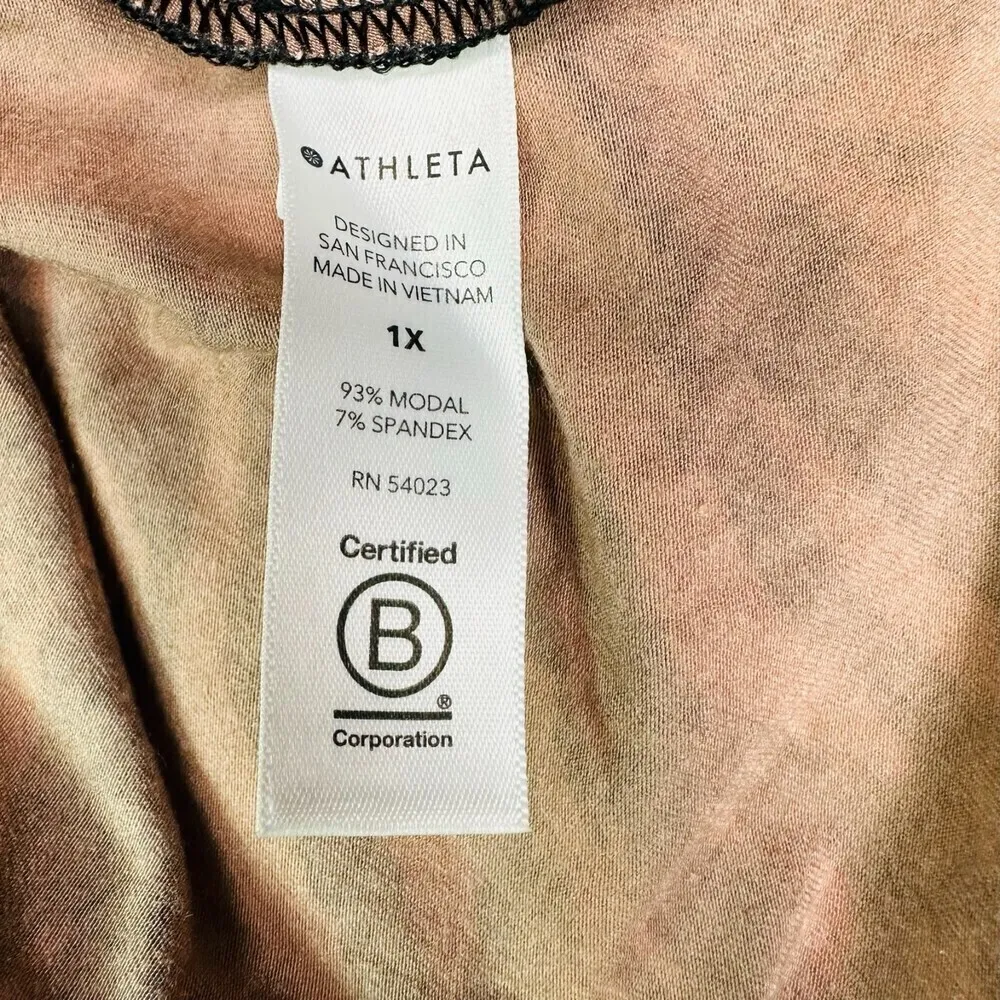 ATHLETA
DESIGNED IN
SAN FRANCISCO
MADE IN VIETNAM
1X
93% MODAL
7% SPANDEX
RN 54023
Certified
B
®
Corporation